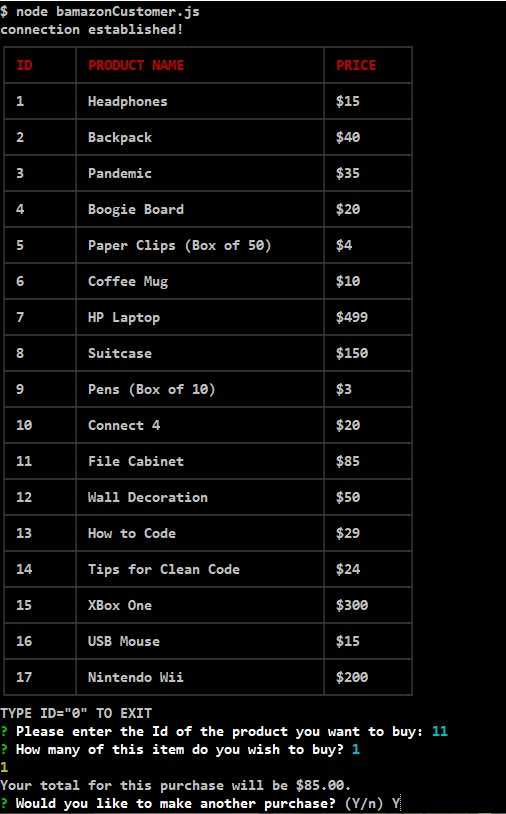 $ node bamazonCustomer.js
connection established!
ID PRODUCT NAME PRICE
1 Headphones $15
2 Backpack $40
3 Pandemic $35
4 Boogie Board $20
5 Paper Clips (Box of 50) $4
6 Coffee Mug $10
7 HP Laptop $499
8 Suitcase $150
9 Pens (Box of 10) $3
10 Connect 4 $20
11 File Cabinet $85
12 Wall Decoration $50
13 How to Code $29
14 Tips for Clean Code $24
15 XBox One $300
16 USB Mouse $15
17 Nintendo Wii $200
TYPE ID="0" TO EXIT
? Please enter the Id of the product you want to buy: 11
? How many of this item do you wish to buy? 1
1
Your total for this purchase will be $85.00.
? Would you like to make another purchase? (Y/n) Y